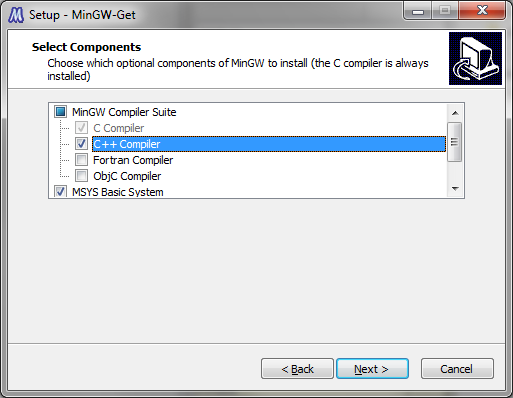 Setup - MinGW-Get
Select Components
Choose which optional components of MinGW to install (the C compiler is always
installed)
MinGW Compiler Suite
C Compiler
C++ Compiler
Fortran Compiler
ObjC Compiler
MSYS Basic System
< Back
Next >
Cancel